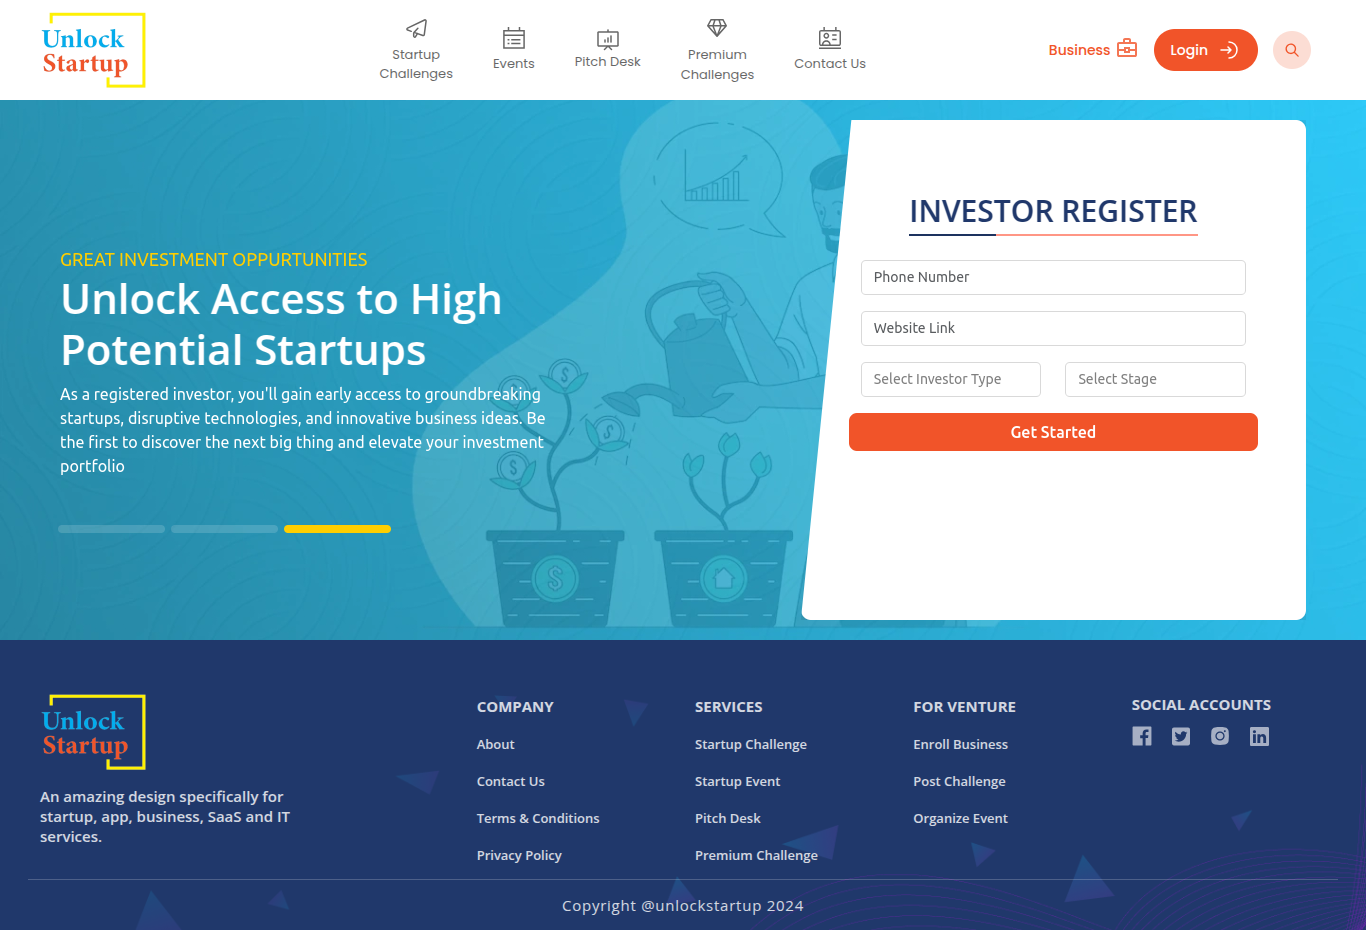 Unlock
Startup
Startup
Challenges
Events
Pitch Desk
Premium
Challenges
Contact Us
Business
Login
GREAT INVESTMENT OPPURTUNITIES
Unlock Access to High
Potential Startups
As a registered investor, you'll gain early access to groundbreaking
startups, disruptive technologies, and innovative business ideas. Be
the first to discover the next big thing and elevate your investment
portfolio
INVESTOR REGISTER
Phone Number
Website Link
Select Investor Type
Select Stage
Get Started
Unlock
Startup
An amazing design specifically for
startup, app, business, SaaS and IT
services.
COMPANY
About
Contact Us
Terms & Conditions
Privacy Policy
SERVICES
Startup Challenge
Startup Event
Pitch Desk
Premium Challenge
FOR VENTURE
Enroll Business
Post Challenge
Organize Event
SOCIAL ACCOUNTS
Copyright @unlockstartup 2024